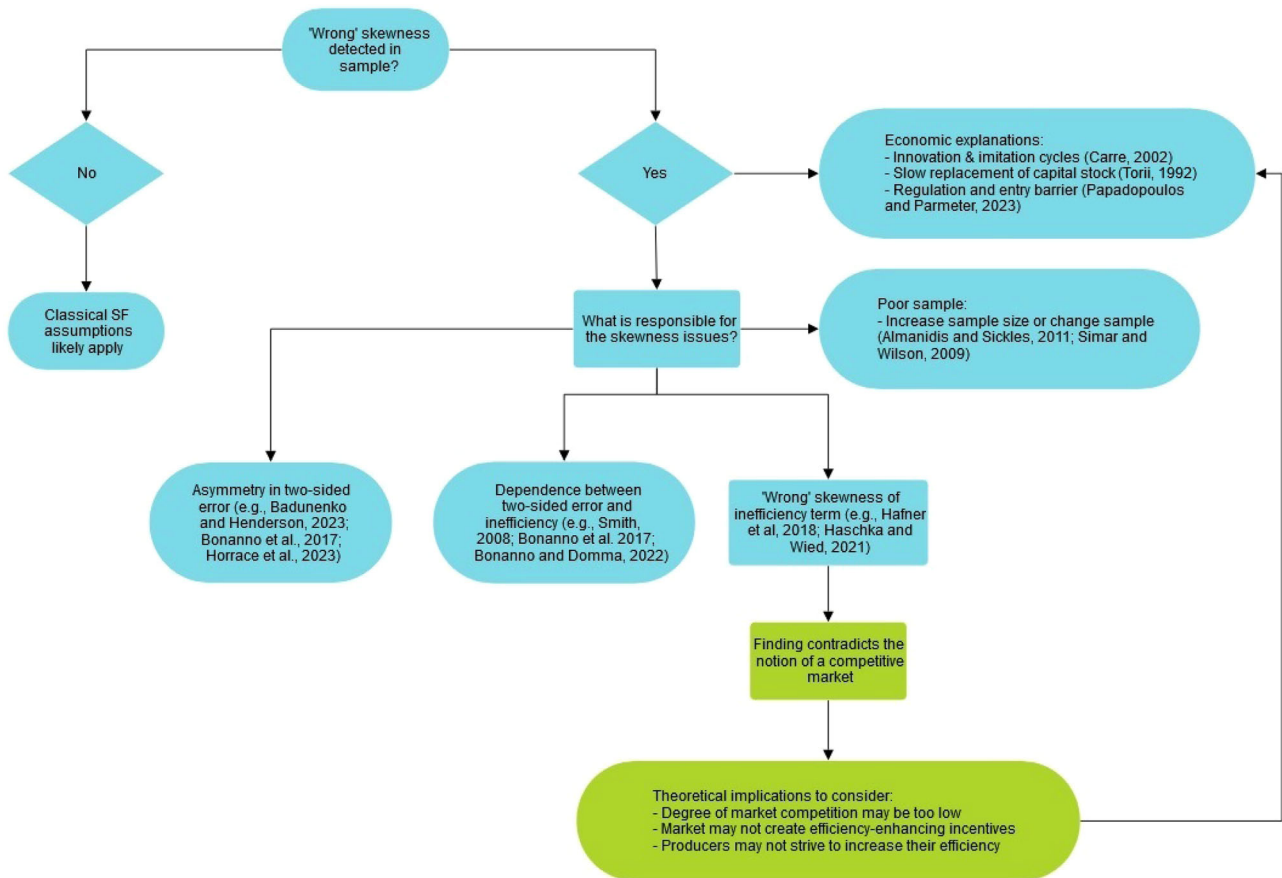 'Wrong' skewness
detected in
sample?
No
Yes
Economic explanations:
- Innovation & imitation cycles (Carre, 2002)
- Slow replacement of capital stock (Torii, 1992)
- Regulation and entry barrier (Papadopoulos
and Parmeter, 2023)
Classical SF
assumptions
likely apply
What is responsible for
the skewness issues?
Poor sample:
- Increase sample size or change sample
(Almanidis and Sickles, 2011; Simar and
Wilson, 2009)
Asymmetry in two-sided
error (e.g., Badunenko
and Henderson, 2023;
Bonanno et al., 2017;
Horrace et al., 2023)
Dependence between
two-sided error and
inefficiency (e.g., Smith,
2008; Bonanno et al. 2017;
Bonanno and Domma, 2022)
'Wrong' skewness of
inefficiency term (e.g., Hafner
et al, 2018; Haschka and
Wied, 2021)
Finding contradicts the
notion of a competitive
market
Theoretical implications to consider:
- Degree of market competition may be too low
- Market may not create efficiency-enhancing incentives
- Producers may not strive to increase their efficiency